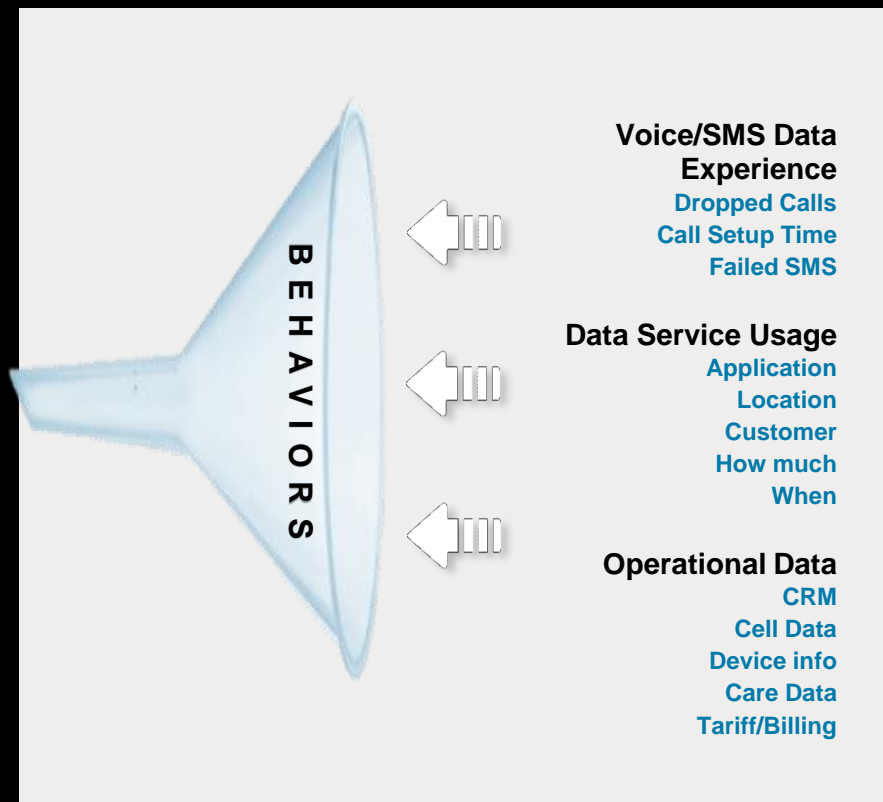 BEHAVIORS
Voice/SMS Data
Experience
Dropped Calls
Call Setup Time
Failed SMS
Data Service Usage
Application
Location
Customer
How much
When
Operational Data
CRM
Cell Data
Device info
Care Data
Tariff/Billing